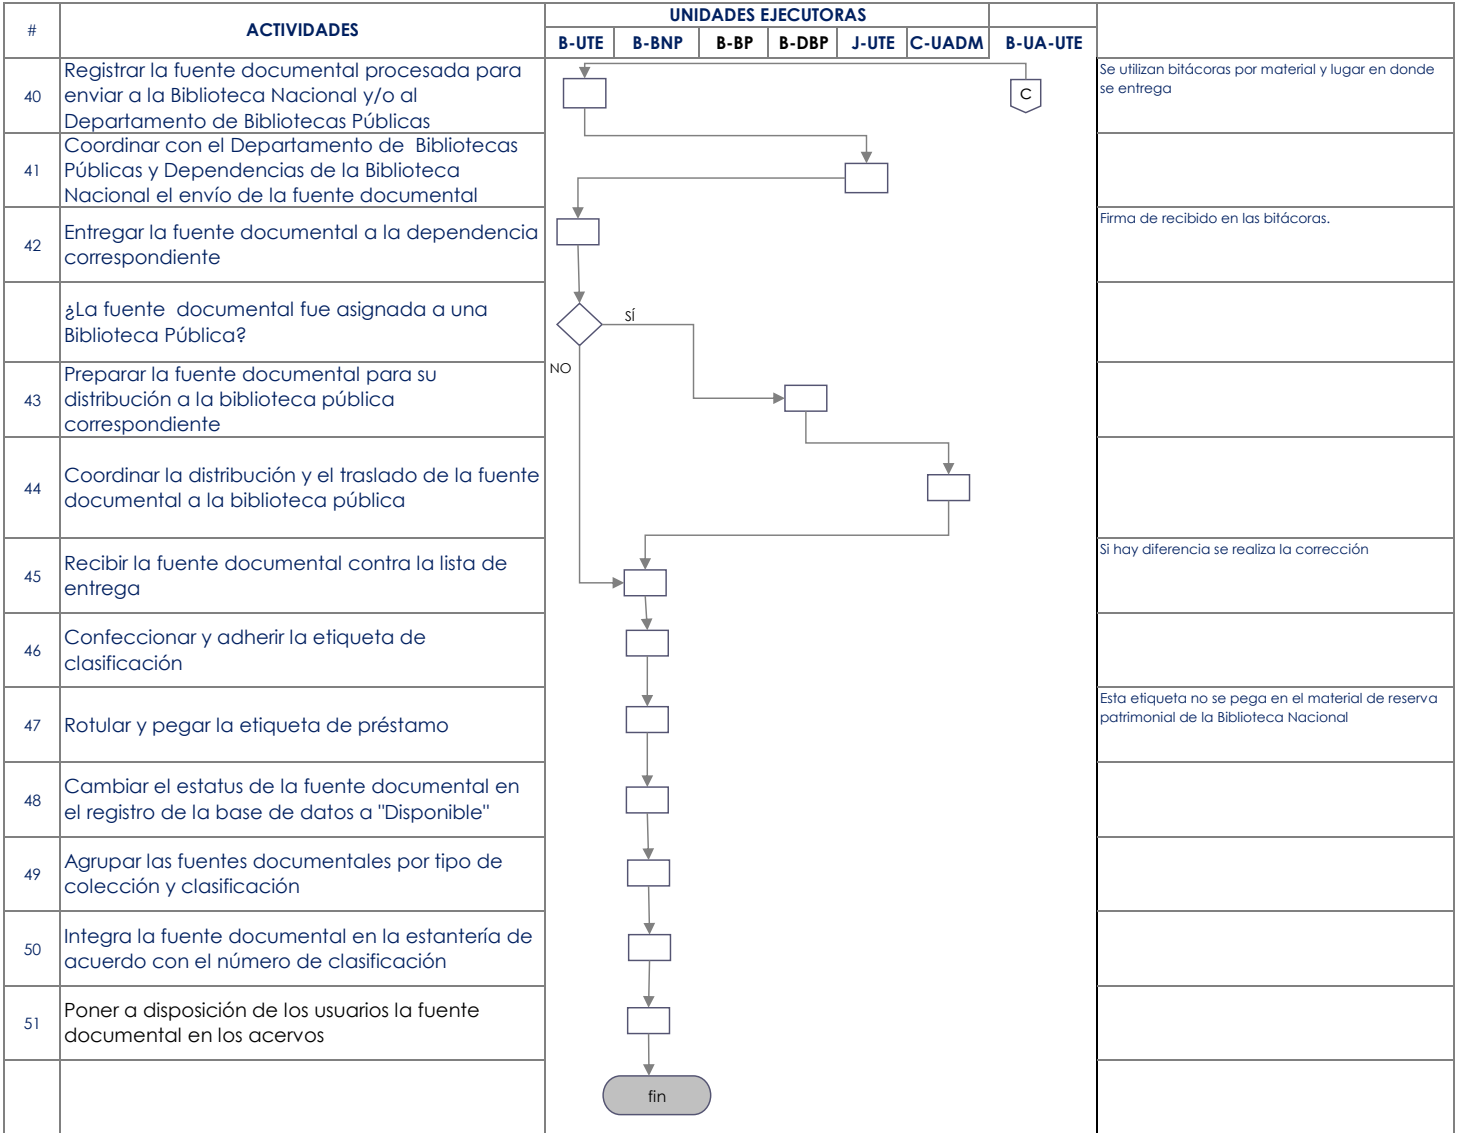 #
ACTIVIDADES
UNIDADES EJECUTORAS
B-UTE
B-BNP
B-BP
B-DBP
J-UTE
C-UADM
B-UA-UTE
40
Registrar la fuente documental procesada para
enviar a la Biblioteca Nacional y/o al
Departamento de Bibliotecas Públicas
C
Se utilizan bitácoras por material y lugar en donde
se entrega
41
Coordinar con el Departamento de  Bibliotecas
Públicas y Dependencias de la Biblioteca
Nacional el envío de la fuente documental
42
Entregar la fuente documental a la dependencia
correspondiente
Firma de recibido en las bitácoras.
¿La fuente  documental fue asignada a una
Biblioteca Pública?
SÍ
NO
43
Preparar la fuente documental para su
distribución a la biblioteca pública
correspondiente
44
Coordinar la distribución y el traslado de la fuente
documental a la biblioteca pública
45
Recibir la fuente documental contra la lista de
entrega
Si hay diferencia se realiza la corrección
46
Confeccionar y adherir la etiqueta de
clasificación
47
Rotular y pegar la etiqueta de préstamo
Esta etiqueta no se pega en el material de reserva
patrimonial de la Biblioteca Nacional
48
Cambiar el estatus de la fuente documental en
el registro de la base de datos a "Disponible"
49
Agrupar las fuentes documentales por tipo de
colección y clasificación
50
Integra la fuente documental en la estantería de
acuerdo con el número de clasificación
51
Poner a disposición de los usuarios la fuente
documental en los acervos
fin